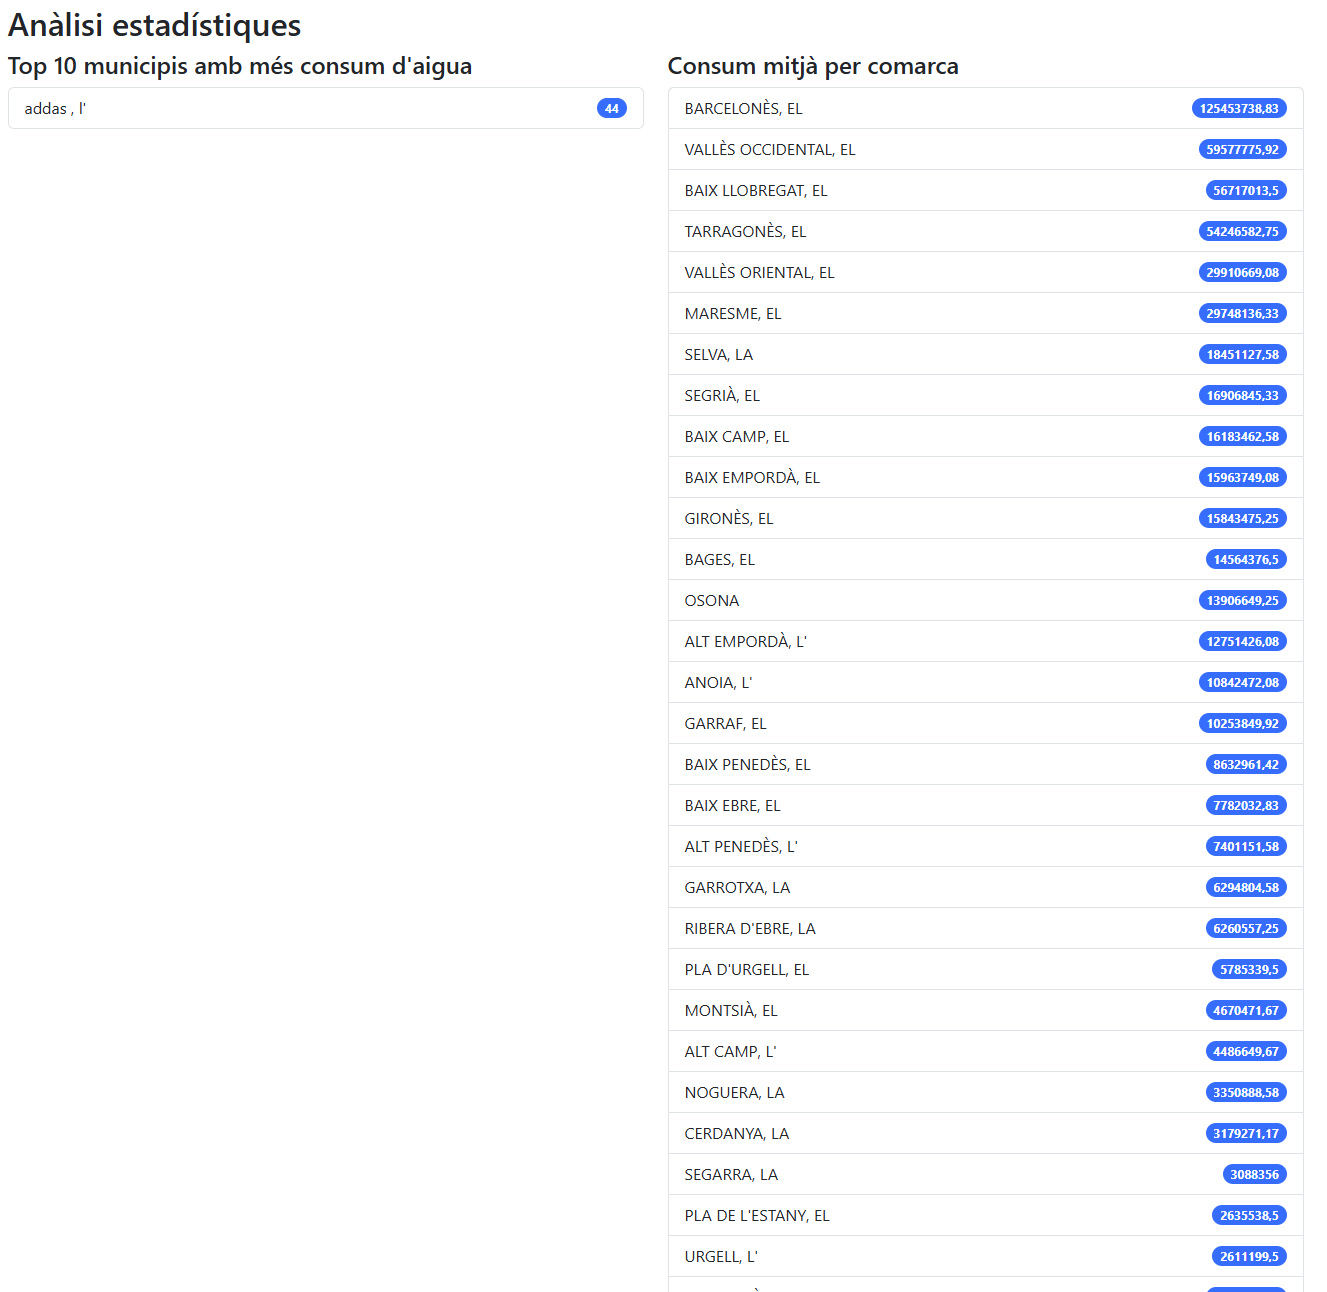 Anàlisi estadístiques
Top 10 municipis amb més consum d'aigua
addas , l' 44
Consum mitjà per comarca
BARCELONÈS, EL 125453738,83
VALLÈS OCCIDENTAL, EL 59577775,92
BAIX LLOBREGAT, EL 56717013,5
TARRAGONÈS, EL 54246582,75
VALLÈS ORIENTAL, EL 29910669,08
MARESME, EL 29748136,33
SELVA, LA 18451127,58
SEGRIÀ, EL 16906845,33
BAIX CAMP, EL 16183462,58
BAIX EMPORDÀ, EL 15963749,08
GIRONÈS, EL 15843475,25
BAGES, EL 14564376,5
OSONA 13906649,25
ALT EMPORDÀ, L' 12751426,08
ANOIA, L' 10842472,08
GARRAF, EL 10253849,92
BAIX PENEDÈS, EL 8632961,42
BAIX EBRE, EL 7782032,83
ALT PENEDÈS, L' 7401151,58
GARROTXA, LA 6294804,58
RIBERA D'EBRE, LA 6260557,25
PLA D'URGELL, EL 5785339,5
MONTSIÀ, EL 4670471,67
ALT CAMP, L' 4486649,67
NOGUERA, LA 3350888,58
CERDANYA, LA 3179271,17
SEGARRA, LA 3088356
PLA DE L'ESTANY, EL 2635538,5
URGELL, L' 2611199,5